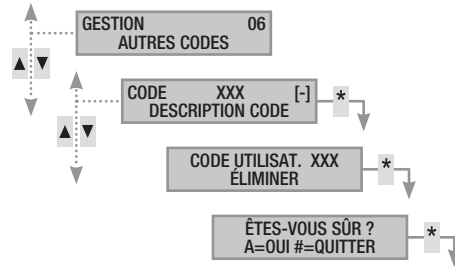 GESTION 06
AUTRES CODES
▲ ▼
CODE XXX [-] *
DESCRIPTION CODE
▲ ▼
CODE UTILISAT. XXX *
ÉLIMINER
ÊTES-VOUS SÛR ? *
A=OUI #=QUITTER